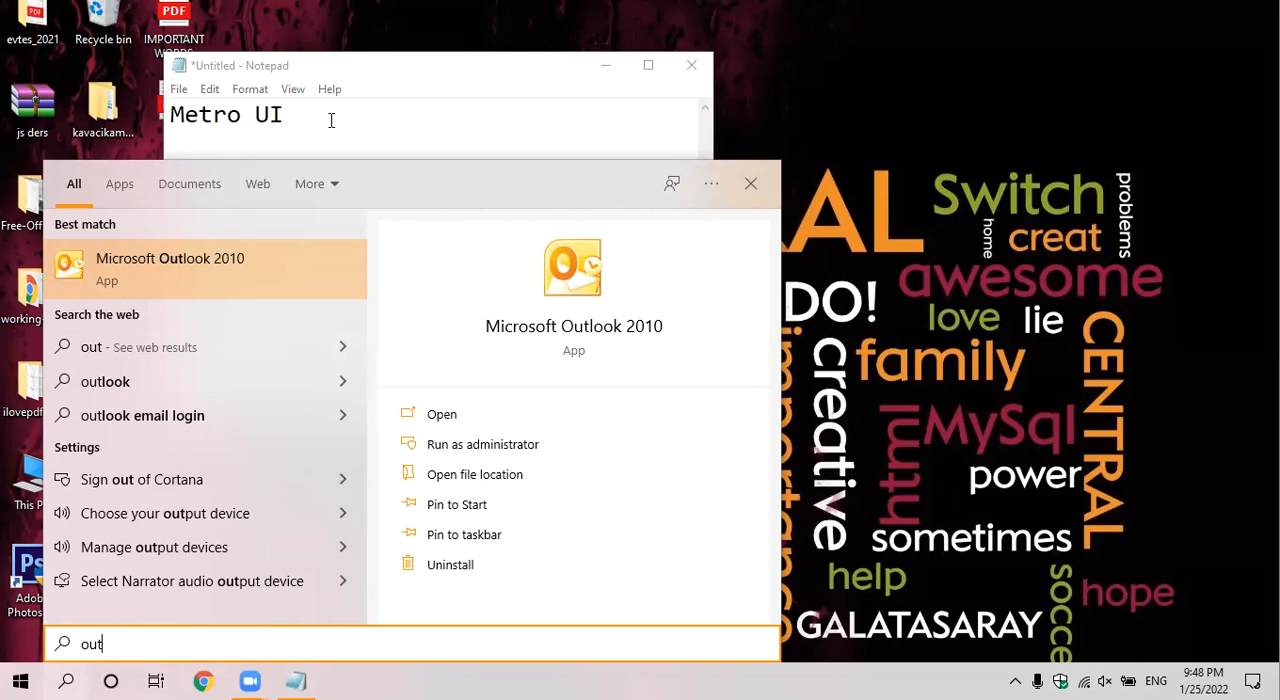 evtes_2021
Recycle bin
PDF
IMPORTANT
WORDS
js ders
kavacikam...
Free-Off
working-
ilovepdf
This P
Ps
Adob
Photos
*Untitled - Notepad
File Edit Format View Help
Metro UI
All Apps Documents Web More
Best match
Microsoft Outlook 2010
App
Search the web
out - See web results
outlook
outlook email login
Settings
Sign out of Cortana
Choose your output device
Manage output devices
Select Narrator audio output device
Microsoft Outlook 2010
App
Open
Run as administrator
Open file location
Pin to Start
Pin to taskbar
Uninstall
out
AL
Switch
problems
home
creat
awesome
DO!
love
lie
CENTRAL
creative
family
html
MySql
power
sometimes
help
socce
hope
GALATASARAY
ENG
9:48 PM
1/25/2022